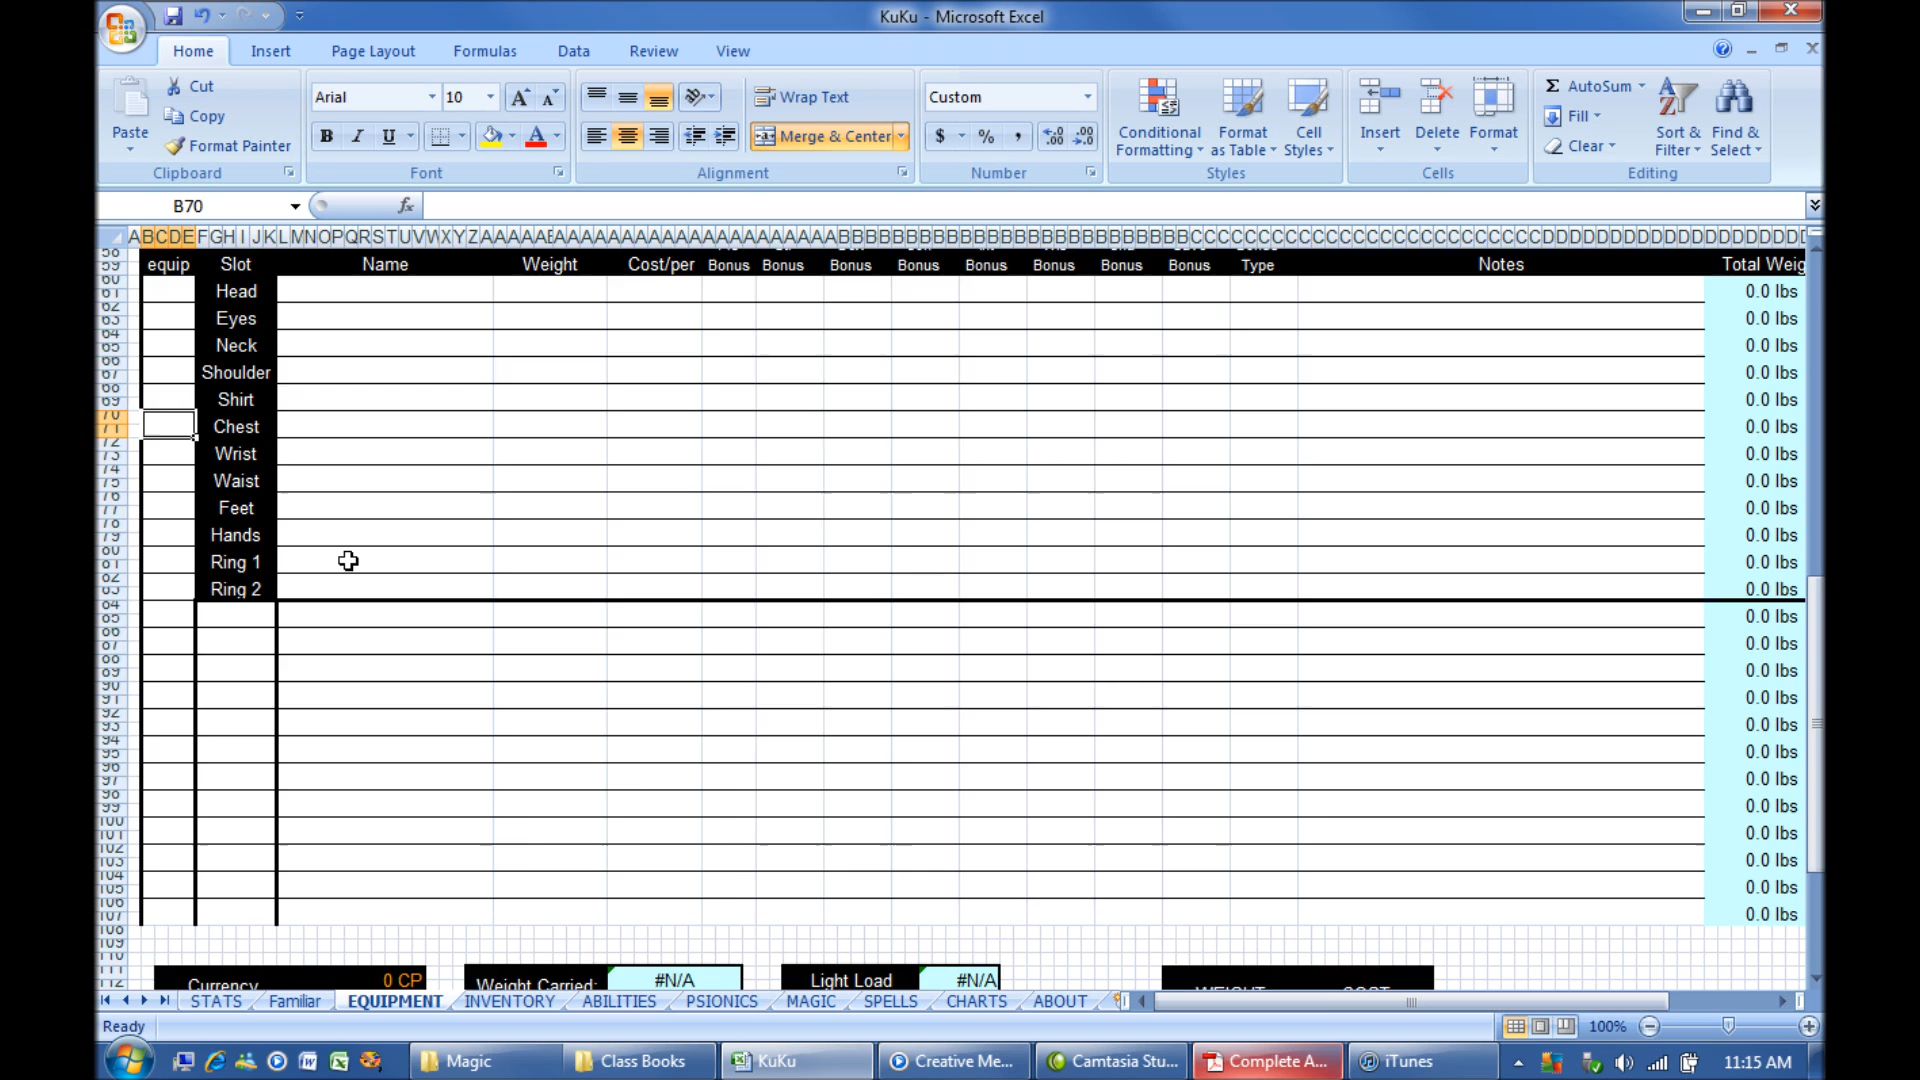 KuKu - Microsoft Excel
Home Insert Page Layout Formulas Data Review View
Paste
Cut
Copy
Format Painter
Clipboard
Arial 10
B I U
Font
Wrap Text
Merge & Center
Alignment
Custom
$ % ,
Number
Conditional Formatting
Format as Table
Cell Styles
Styles
Insert Delete Format
Cells
Σ AutoSum
Fill
Clear
Sort & Filter
Find & Select
Editing
B70 fx
equip Slot Name Weight Cost/per Bonus Bonus Bonus Bonus Bonus Bonus Bonus Bonus Type Notes Total Weig
Head 0.0 lbs
Eyes 0.0 lbs
Neck 0.0 lbs
Shoulder 0.0 lbs
Shirt 0.0 lbs
Chest 0.0 lbs
Wrist 0.0 lbs
Waist 0.0 lbs
Feet 0.0 lbs
Hands 0.0 lbs
Ring 1 0.0 lbs
Ring 2 0.0 lbs
0.0 lbs
0.0 lbs
0.0 lbs
0.0 lbs
0.0 lbs
0.0 lbs
0.0 lbs
0.0 lbs
0.0 lbs
0.0 lbs
0.0 lbs
0.0 lbs
Currency 0 CP Weight Carried: #N/A Light Load #N/A WEIGHT COST
STATS Familiar EQUIPMENT INVENTORY ABILITIES PSIONICS MAGIC SPELLS CHARTS ABOUT
Ready 100%
Magic Class Books KuKu Creative Me... Camtasia Stu... Complete A... iTunes 11:15 AM